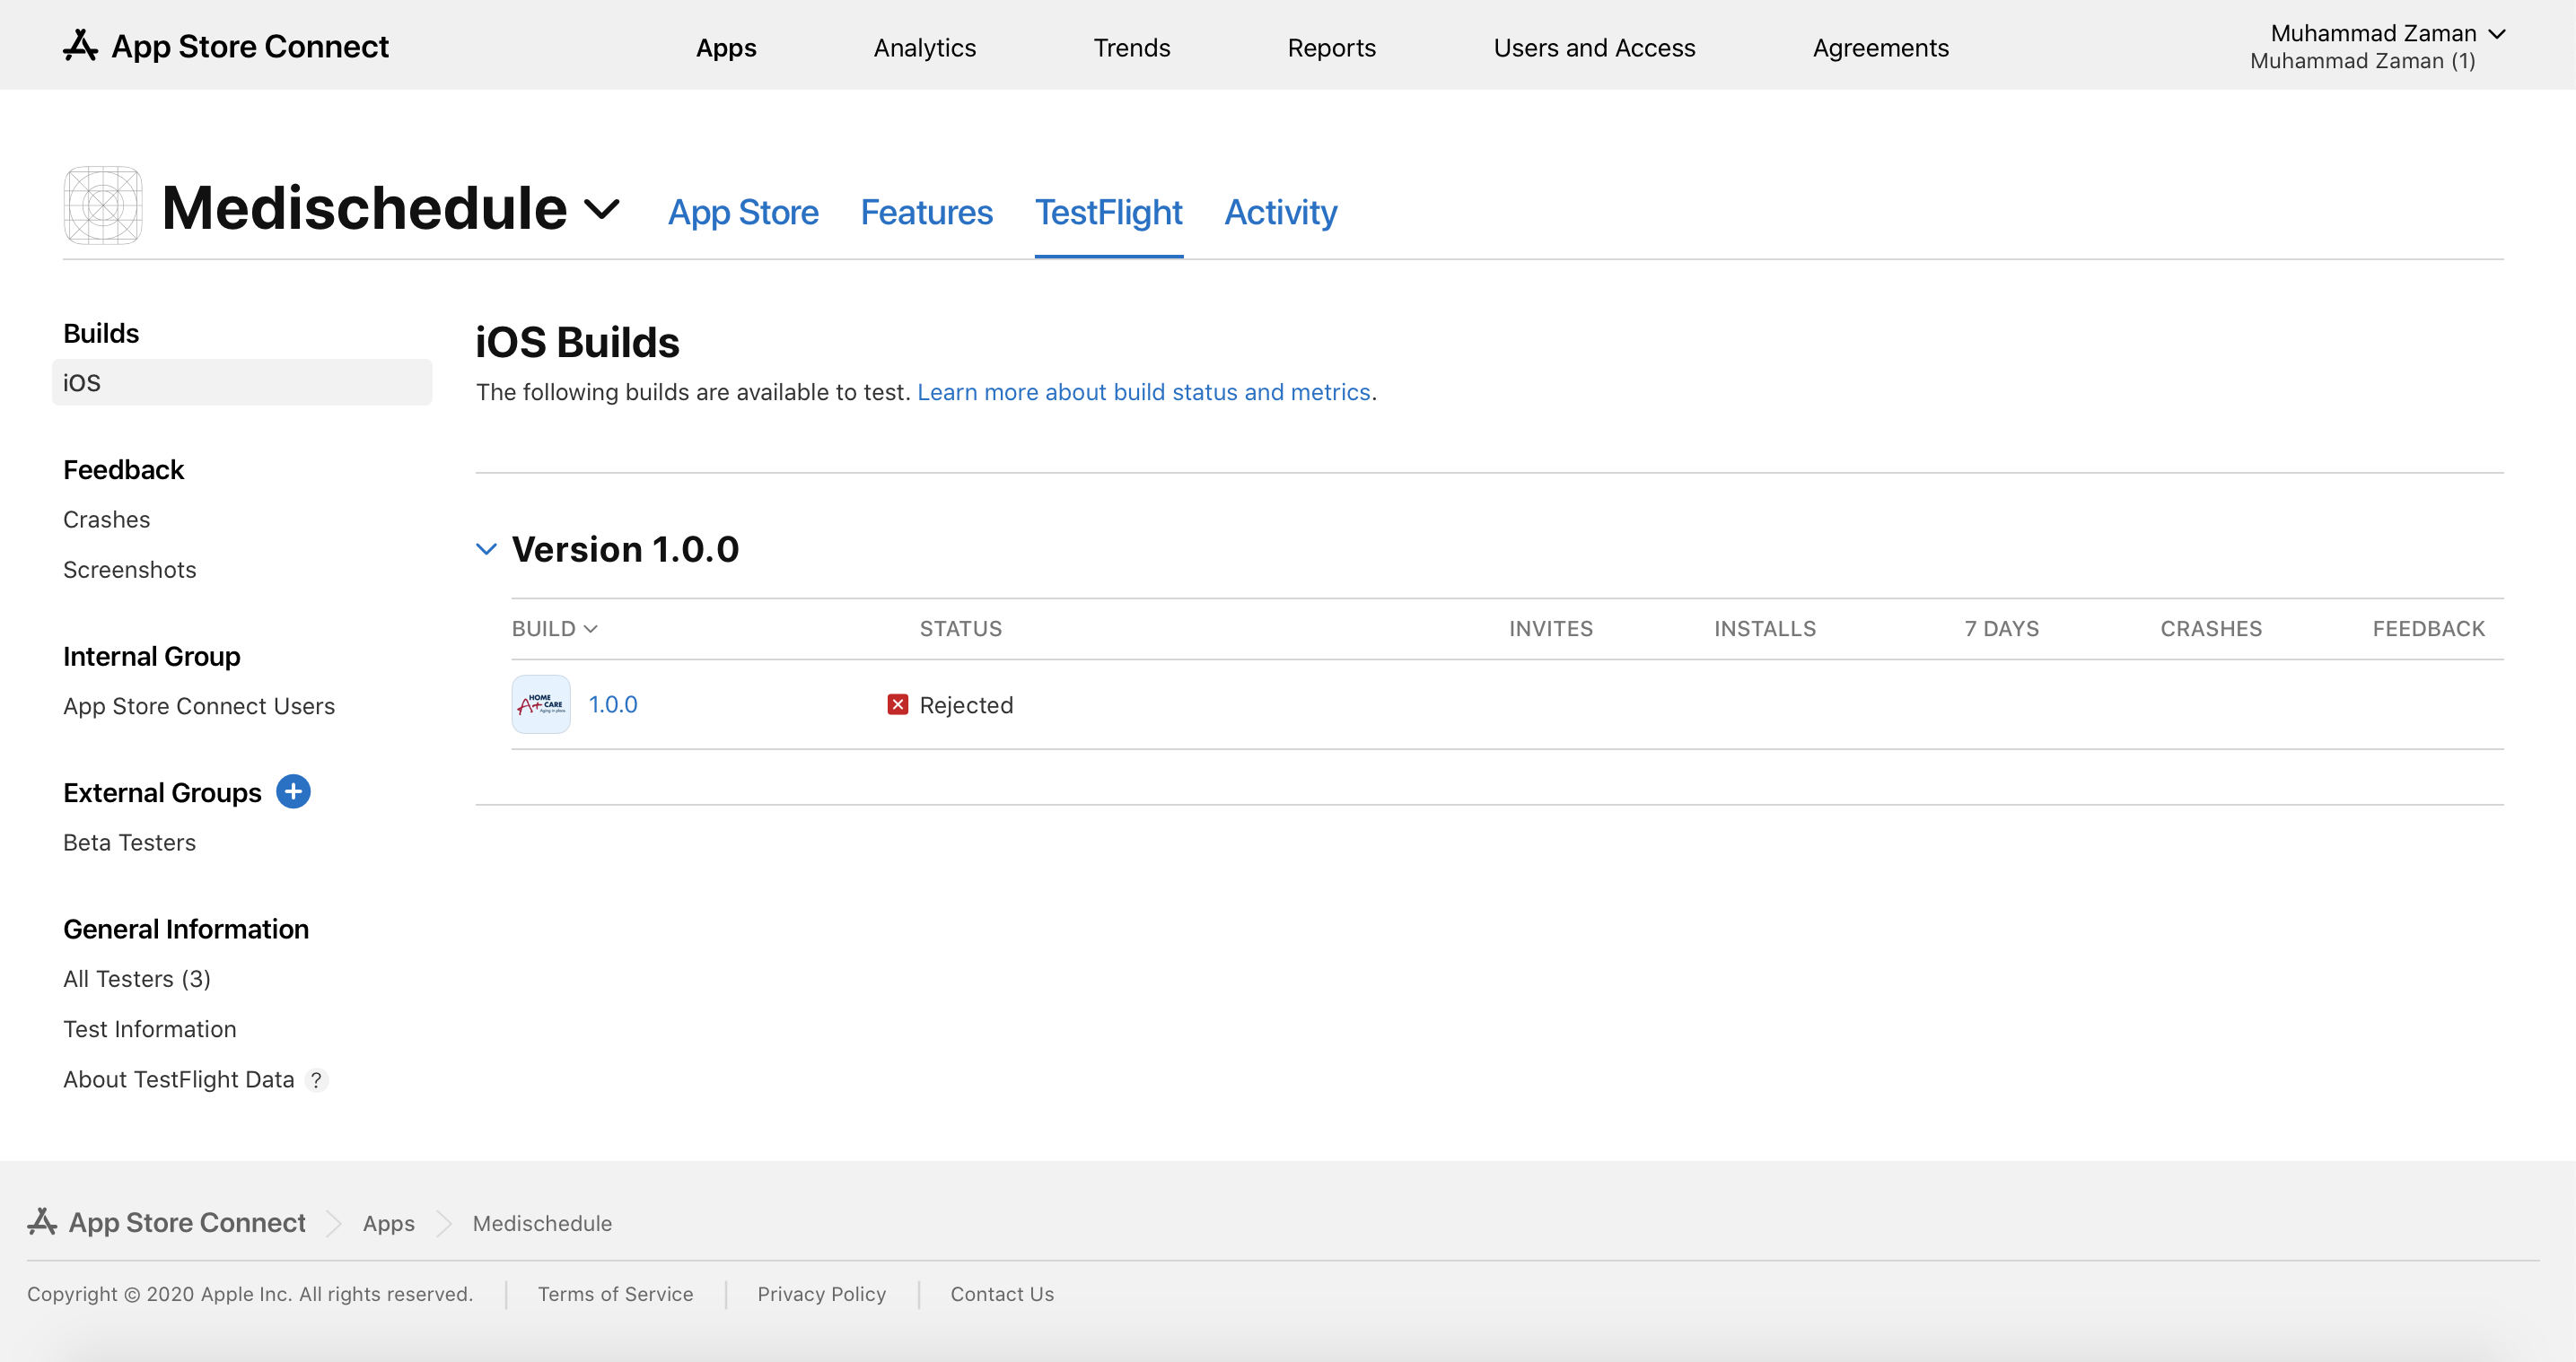 App Store Connect
Apps
Analytics
Trends
Reports
Users and Access
Agreements
Muhammad Zaman
Muhammad Zaman (1)
Medischedule
App Store
Features
TestFlight
Activity
Builds
iOS
Feedback
Crashes
Screenshots
Internal Group
App Store Connect Users
External Groups
Beta Testers
General Information
All Testers (3)
Test Information
About TestFlight Data ?
iOS Builds
The following builds are available to test. Learn more about build status and metrics.
Version 1.0.0
BUILD STATUS INVITES INSTALLS 7 DAYS CRASHES FEEDBACK
HOME
A+ CARE
Aging in place
1.0.0 Rejected
App Store Connect Apps Medischedule
Copyright © 2020 Apple Inc. All rights reserved. Terms of Service Privacy Policy Contact Us